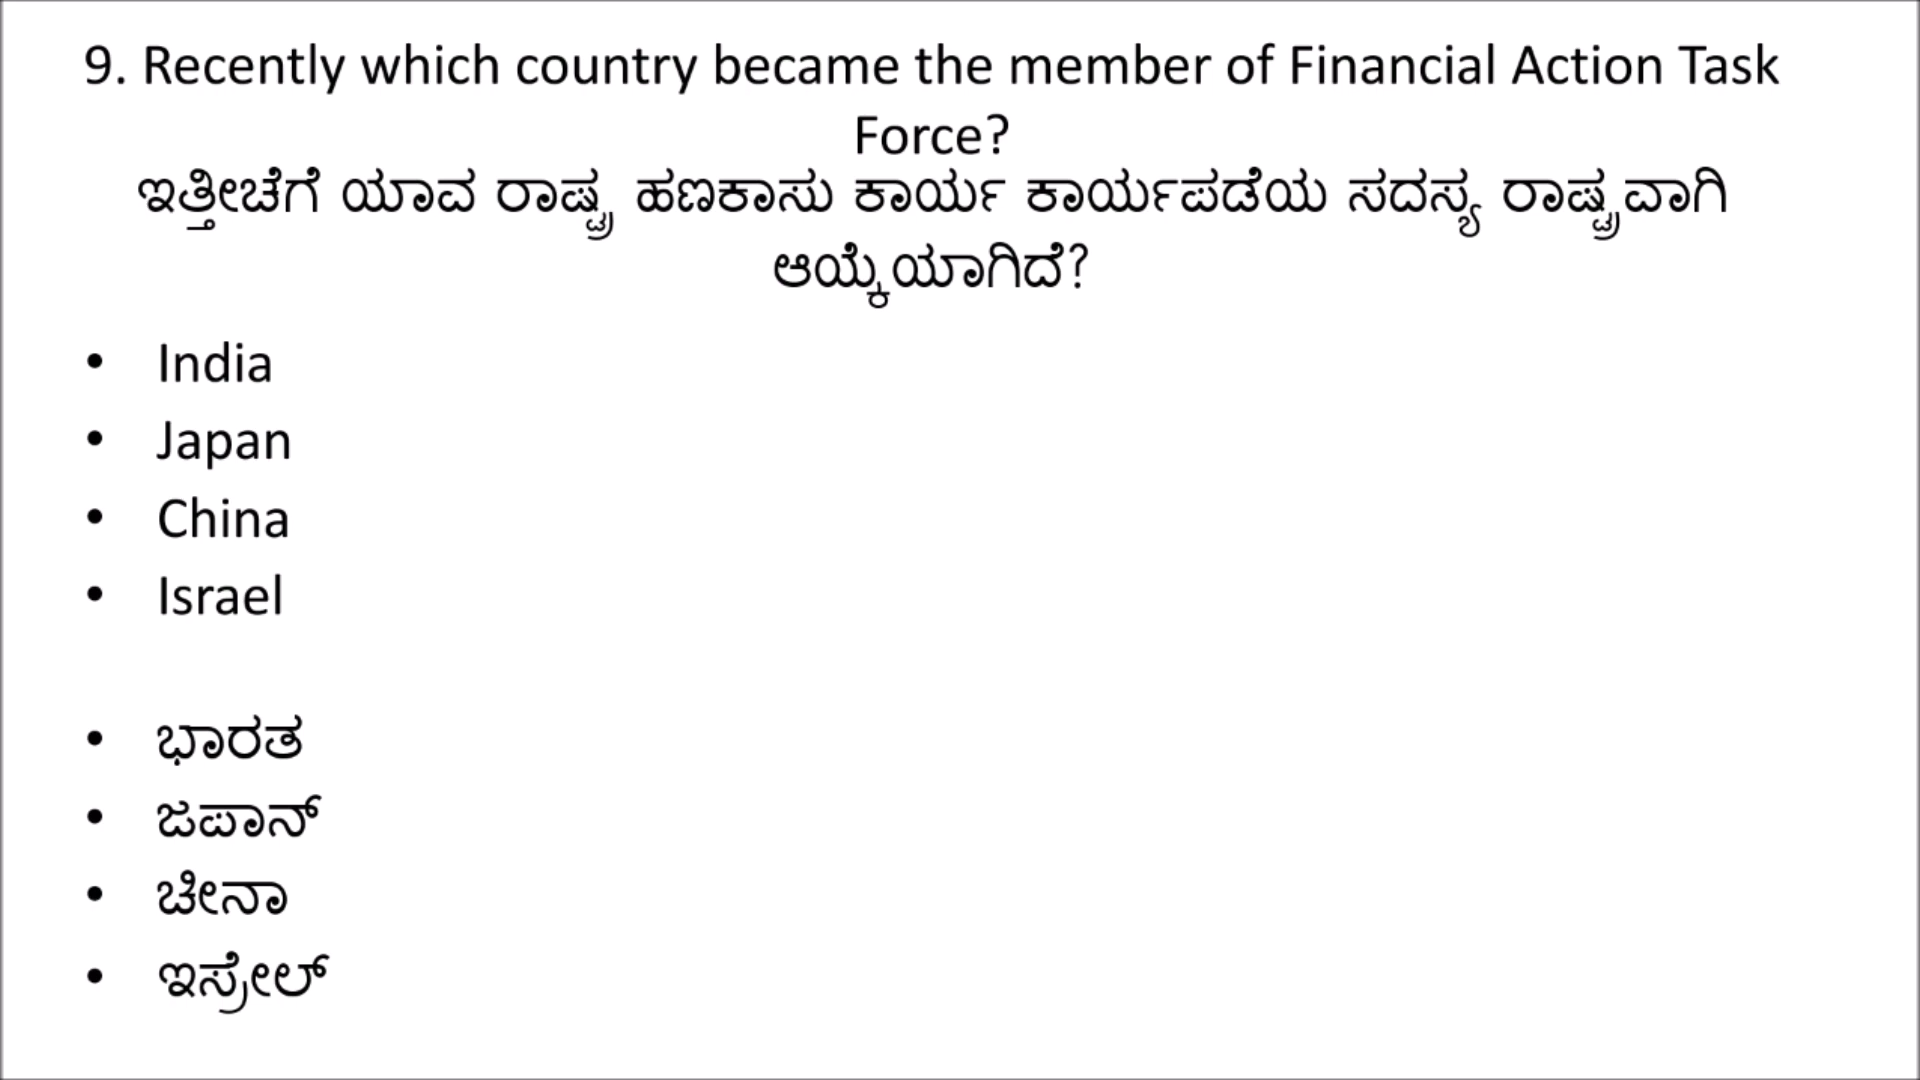 9. Recently which country became the member of Financial Action Task
Force?
ಇತ್ತೀಚೆಗೆ ಯಾವ ರಾಷ್ಟ್ರ ಹಣಕಾಸು ಕಾರ್ಯ ಕಾರ್ಯಪಡೆಯ ಸದಸ್ಯ ರಾಷ್ಟ್ರವಾಗಿ
ಆಯ್ಕೆಯಾಗಿದೆ?
• India
• Japan
• China
• Israel
• ಭಾರತ
• ಜಪಾನ್
• ಚೀನಾ
• ಇಸ್ರೇಲ್